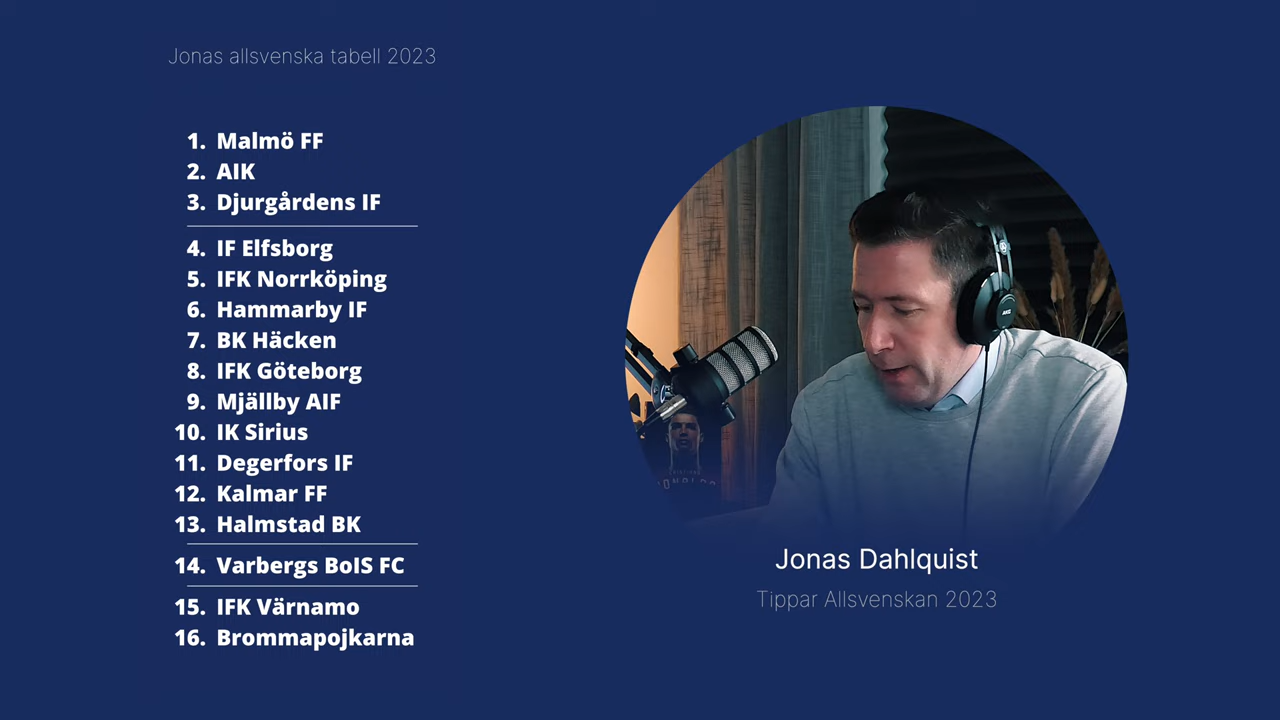 Jonas allsvenska tabell 2023
1. Malmö FF
2. AIK
3. Djurgårdens IF
4. IF Elfsborg
5. IFK Norrköping
6. Hammarby IF
7. BK Häcken
8. IFK Göteborg
9. Mjällby AIF
10. IK Sirius
11. Degerfors IF
12. Kalmar FF
13. Halmstad BK
14. Varbergs BoIS FC
15. IFK Värnamo
16. Brommapojkarna
AKG
Jonas Dahlquist
Tippar Allsvenskan 2023